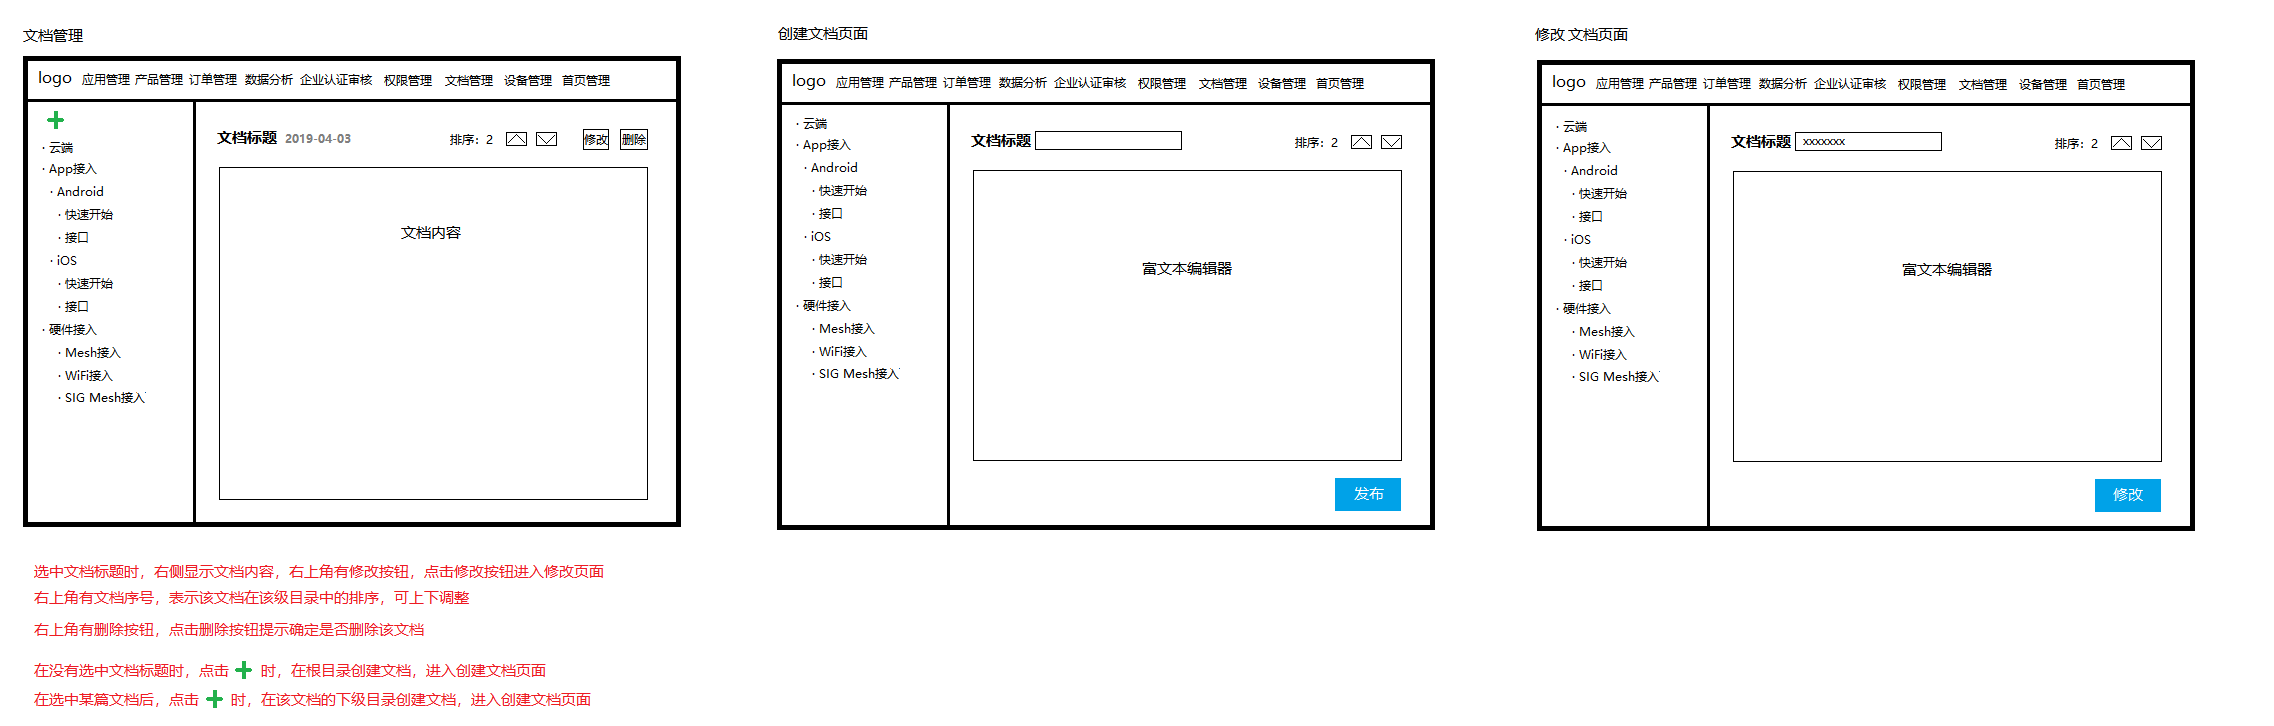 文档管理
logo 应用管理 产品管理 订单管理 数据分析 企业认证审核 权限管理 文档管理 设备管理 首页管理
· 云端
· App接入
· Android
· 快速开始
· 接口
· iOS
· 快速开始
· 接口
· 硬件接入
· Mesh接入
· WiFi接入
· SIG Mesh接入
文档标题 2019-04-03 排序：2 修改 删除
文档内容
选中文档标题时，右侧显示文档内容，右上角有修改按钮，点击修改按钮进入修改页面
右上角有文档序号，表示该文档在该级目录中的排序，可上下调整
右上角有删除按钮，点击删除按钮提示确定是否删除该文档
在没有选中文档标题时，点击 时，在根目录创建文档，进入创建文档页面
在选中某篇文档后，点击 时，在该文档的下级目录创建文档，进入创建文档页面
创建文档页面
logo 应用管理 产品管理 订单管理 数据分析 企业认证审核 权限管理 文档管理 设备管理 首页管理
· 云端
· App接入
· Android
· 快速开始
· 接口
· iOS
· 快速开始
· 接口
· 硬件接入
· Mesh接入
· WiFi接入
· SIG Mesh接入
文档标题 排序：2
富文本编辑器
发布
修改 文档页面
logo 应用管理 产品管理 订单管理 数据分析 企业认证审核 权限管理 文档管理 设备管理 首页管理
· 云端
· App接入
· Android
· 快速开始
· 接口
· iOS
· 快速开始
· 接口
· 硬件接入
· Mesh接入
· WiFi接入
· SIG Mesh接入
文档标题 xxxxxxx 排序：2
富文本编辑器
修改